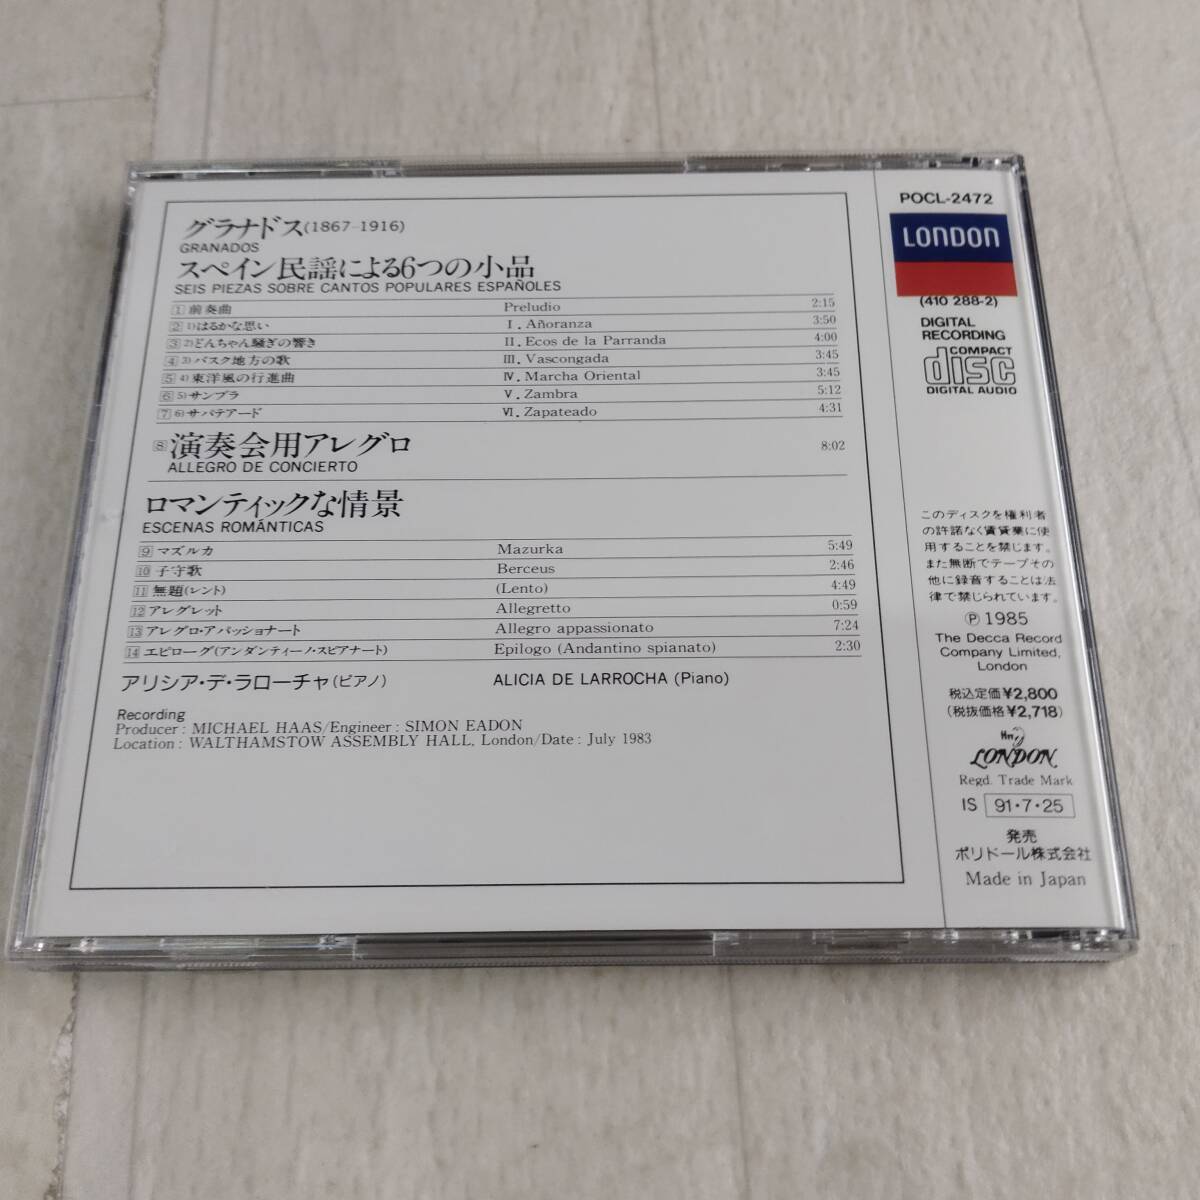 グラナドス(1867-1916)
GRANADOS
スペイン民謡による6つの小品
SEIS PIEZAS SOBRE CANTOS POPULARES ESPAÑOLES
1 前奏曲 Preludio 2:15
2 1)はるかな思い I. Añoranza 3:50
3 2)どんちゃん騒ぎの響き II. Ecos de la Parranda 4:00
4 3)バスク地方の歌 III. Vascongada 3:45
5 4)東洋風の行進曲 IV. Marcha Oriental 3:45
6 5)サンブラ V. Zambra 5:12
7 6)サパテアード VI. Zapateado 4:31
8 演奏会用アレグロ 8:02
ALLEGRO DE CONCIERTO
ロマンティックな情景
ESCENAS ROMÁNTICAS
9 マズルカ Mazurka 5:49
10 子守歌 Berceus 2:46
11 無題(レント) (Lento) 4:49
12 アレグレット Allegretto 0:59
13 アレグロ・アパッショナート Allegro appassionato 7:24
14 エピローグ(アンダンティーノ・スピアナート) Epilogo (Andantino spianato) 2:30
アリシア・デ・ラローチャ(ピアノ) ALICIA DE LARROCHA (Piano)
Recording
Producer: MICHAEL HAAS/Engineer: SIMON EADON
Location: WALTHAMSTOW ASSEMBLY HALL, London/Date: July 1983
POCL-2472
LONDON
(410 288-2)
DIGITAL
RECORDING
COMPACT
disc
DIGITAL AUDIO
このディスクを権利者
の許諾なく賃貸業に使
用することを禁じます。
また無断でテープその
他に録音することは法
律で禁じられています。
Ⓟ 1985
The Decca Record
Company Limited,
London
税込定価¥2,800
(税抜価格¥2,718)
LONDON
Regd. Trade Mark
IS 91・7・25
発売
ポリドール株式会社
Made in Japan